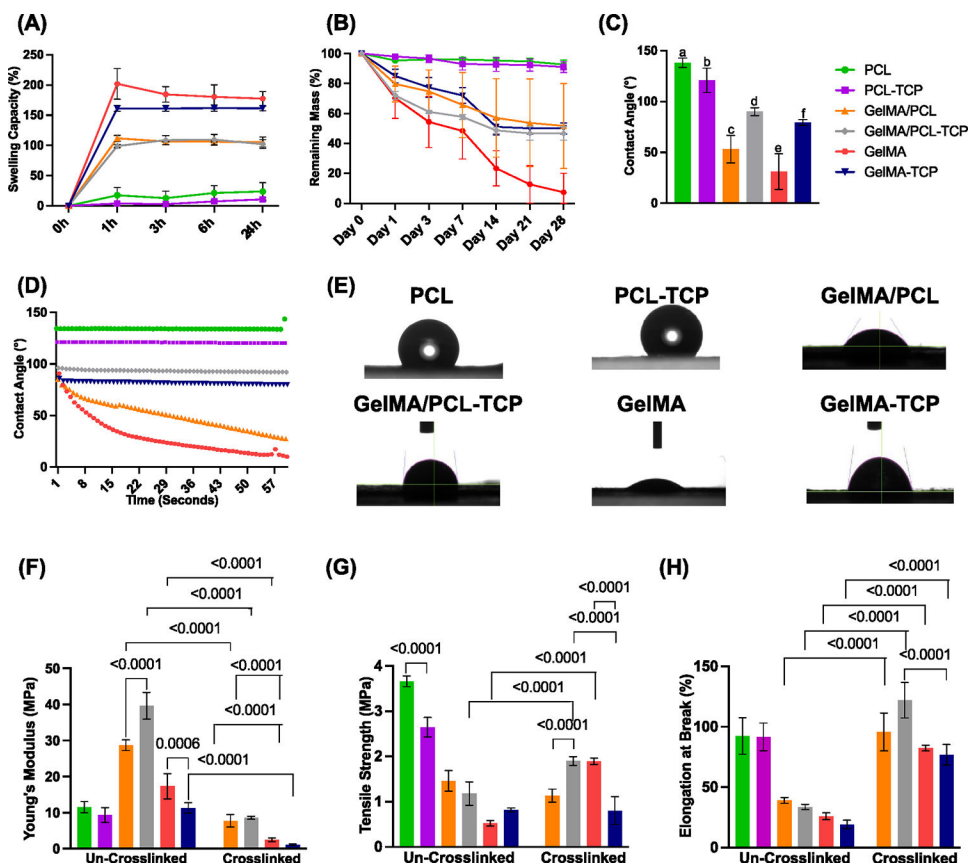 (A)
Swelling Capacity (%)
250
200
150
100
50
0
0h
1h
3h
6h
24h
(B)
Remaining Mass (%)
100
80
60
40
20
0
Day 0
Day 1
Day 3
Day 7
Day 14
Day 21
Day 28
(C)
Contact Angle (°)
150
100
50
0
a
b
c
d
e
f
PCL
PCL-TCP
GelMA/PCL
GelMA/PCL-TCP
GelMA
GelMA-TCP
(D)
Contact Angle (°)
150
100
50
0
1
8
15
22
29
36
43
50
57
Time (Seconds)
(E)
PCL
PCL-TCP
GelMA/PCL
GelMA/PCL-TCP
GelMA
GelMA-TCP
(F)
Young's Modulus (MPa)
50
40
30
20
10
0
<0.0001
<0.0001
<0.0001
<0.0001
<0.0001
<0.0001
0.0006
<0.0001
Un-Crosslinked
Crosslinked
(G)
Tensile Strength (MPa)
4
3
2
1
0
<0.0001
<0.0001
<0.0001
<0.0001
<0.0001
<0.0001
Un-Crosslinked
Crosslinked
(H)
Elongation at Break (%)
150
100
50
0
<0.0001
<0.0001
<0.0001
<0.0001
<0.0001
Un-Crosslinked
Crosslinked